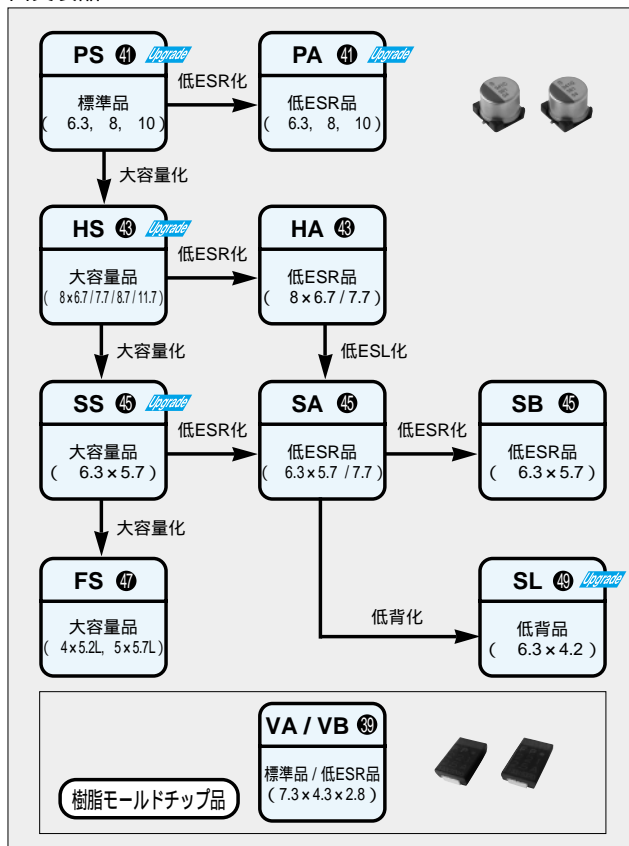 PS ㊶ Upgrade
標準品
( 6.3, 8, 10)
低ESR化
PA ㊶ Upgrade
低ESR品
( 6.3, 8, 10)
大容量化
HS ㊸ Upgrade
大容量品
( 8×6.7/7.7/8.7/11.7)
低ESR化
HA ㊸
低ESR品
( 8×6.7/7.7)
大容量化
低ESL化
SS ㊺ Upgrade
大容量品
( 6.3×5.7)
低ESR化
SA ㊺
低ESR品
( 6.3×5.7 /7.7)
低ESR化
SB ㊺
低ESR品
( 6.3×5.7)
大容量化
FS ㊼
大容量品
( 4×5.2L, 5×5.7L)
低背化
SL ㊾ Upgrade
低背品
( 6.3×4.2)
VA / VB ㊴
標準品 / 低ESR品
(7.3×4.3×2.8)
樹脂モールドチップ品